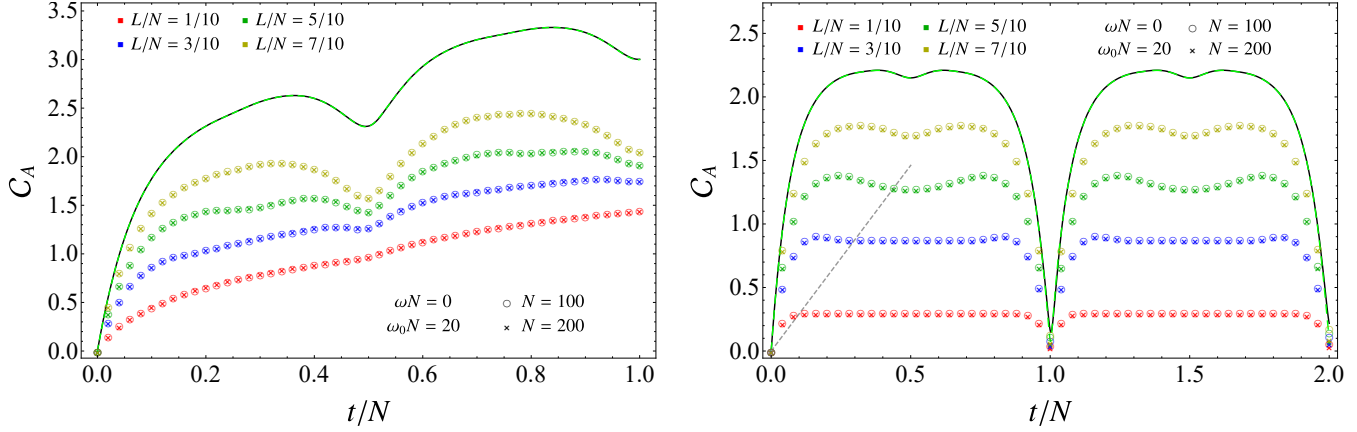 L/N = 1/10 L/N = 5/10
L/N = 3/10 L/N = 7/10
3.5
3.0
2.5
2.0
1.5
1.0
0.5
0.0
C_A
ωN = 0 N = 100
ω₀N = 20 N = 200
0.0 0.2 0.4 0.6 0.8 1.0
t/N
L/N = 1/10 L/N = 5/10 ωN = 0 N = 100
L/N = 3/10 L/N = 7/10 ω₀N = 20 N = 200
2.5
2.0
1.5
1.0
0.5
0.0
C_A
0.0 0.5 1.0 1.5 2.0
t/N